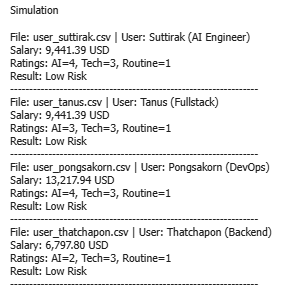 Simulation
File: user_suttirak.csv | User: Suttirak (AI Engineer)
Salary: 9,441.39 USD
Ratings: AI=4, Tech=3, Routine=1
Result: Low Risk
------------------------------------------------------------
File: user_tanus.csv | User: Tanus (Fullstack)
Salary: 9,441.39 USD
Ratings: AI=3, Tech=3, Routine=1
Result: Low Risk
------------------------------------------------------------
File: user_pongsakorn.csv | User: Pongsakorn (DevOps)
Salary: 13,217.94 USD
Ratings: AI=4, Tech=3, Routine=1
Result: Low Risk
------------------------------------------------------------
File: user_thatchapon.csv | User: Thatchapon (Backend)
Salary: 6,797.80 USD
Ratings: AI=2, Tech=3, Routine=1
Result: Low Risk
------------------------------------------------------------